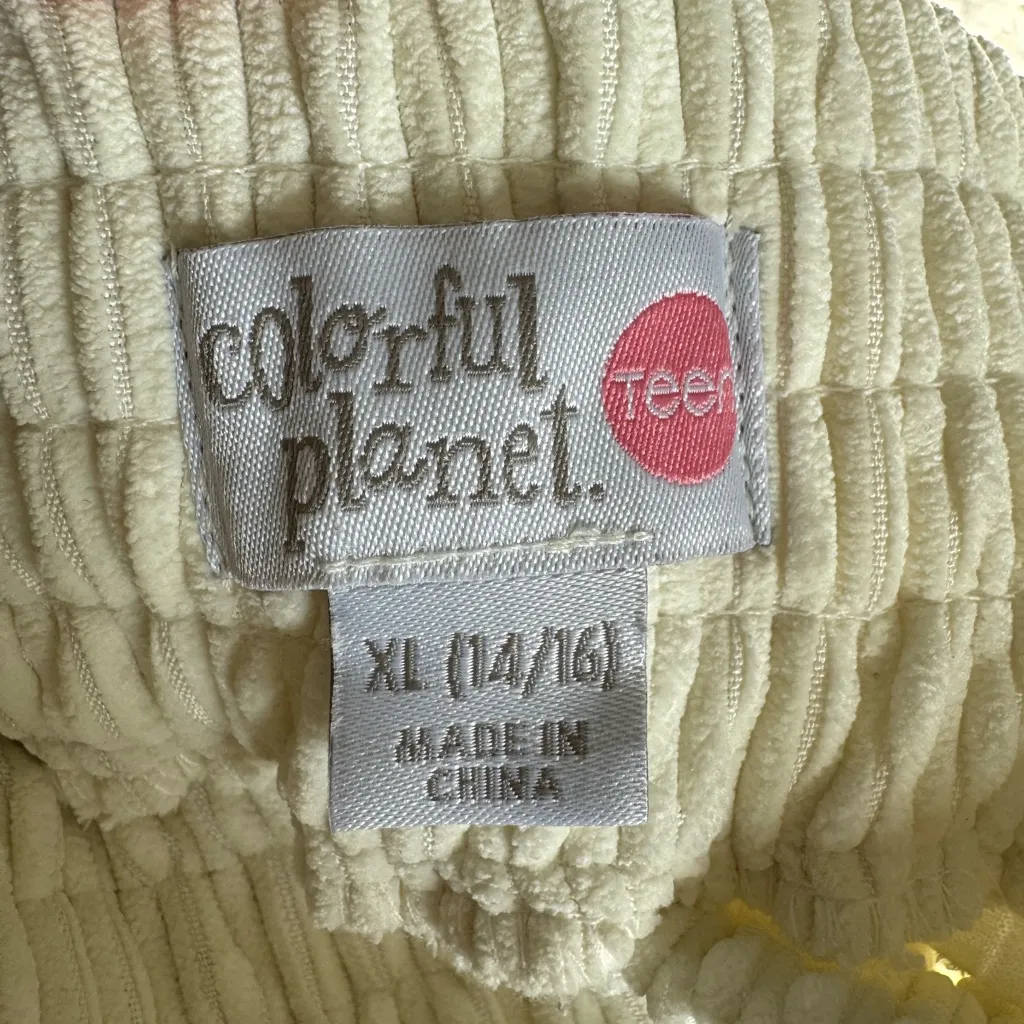 colorful
planet.
Teen
XL (14/16)
MADE IN
CHINA